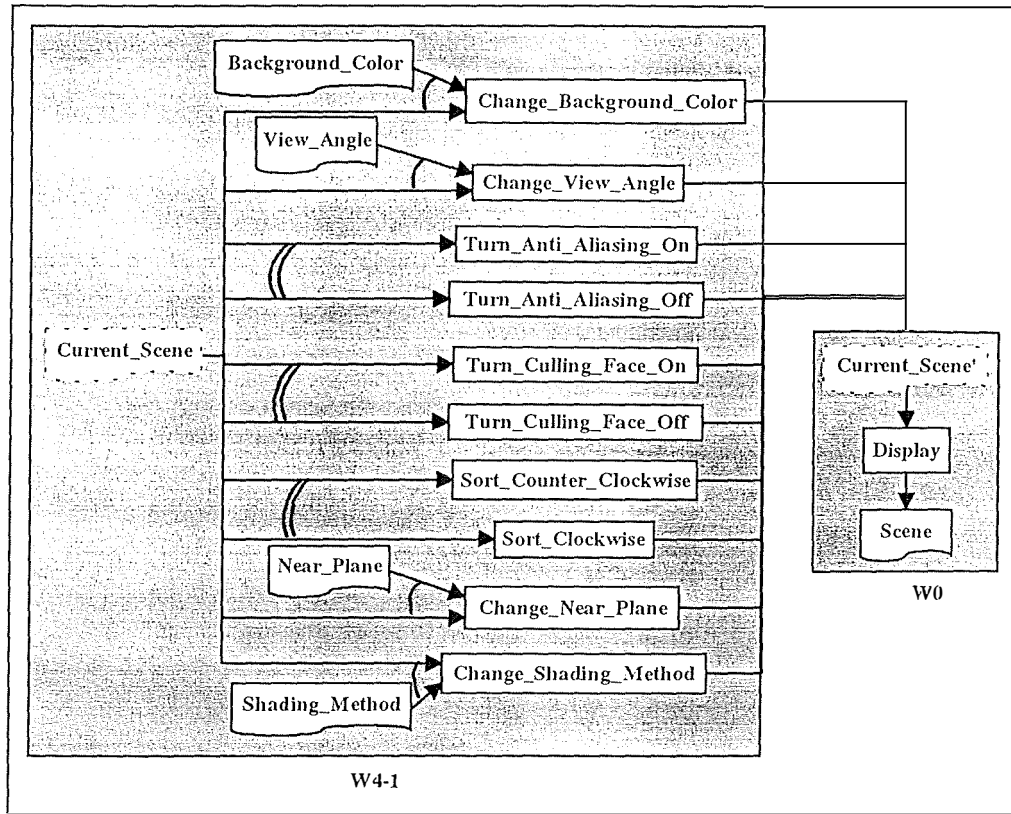 Background_Color
Change_Background_Color
View_Angle
Change_View_Angle
Turn_Anti_Aliasing_On
Turn_Anti_Aliasing_Off
Current_Scene
Turn_Culling_Face_On
Current_Scene'
Turn_Culling_Face_Off
Display
Sort_Counter_Clockwise
Sort_Clockwise
Scene
Near_Plane
Change_Near_Plane
W0
Change_Shading_Method
Shading_Method
W4-1